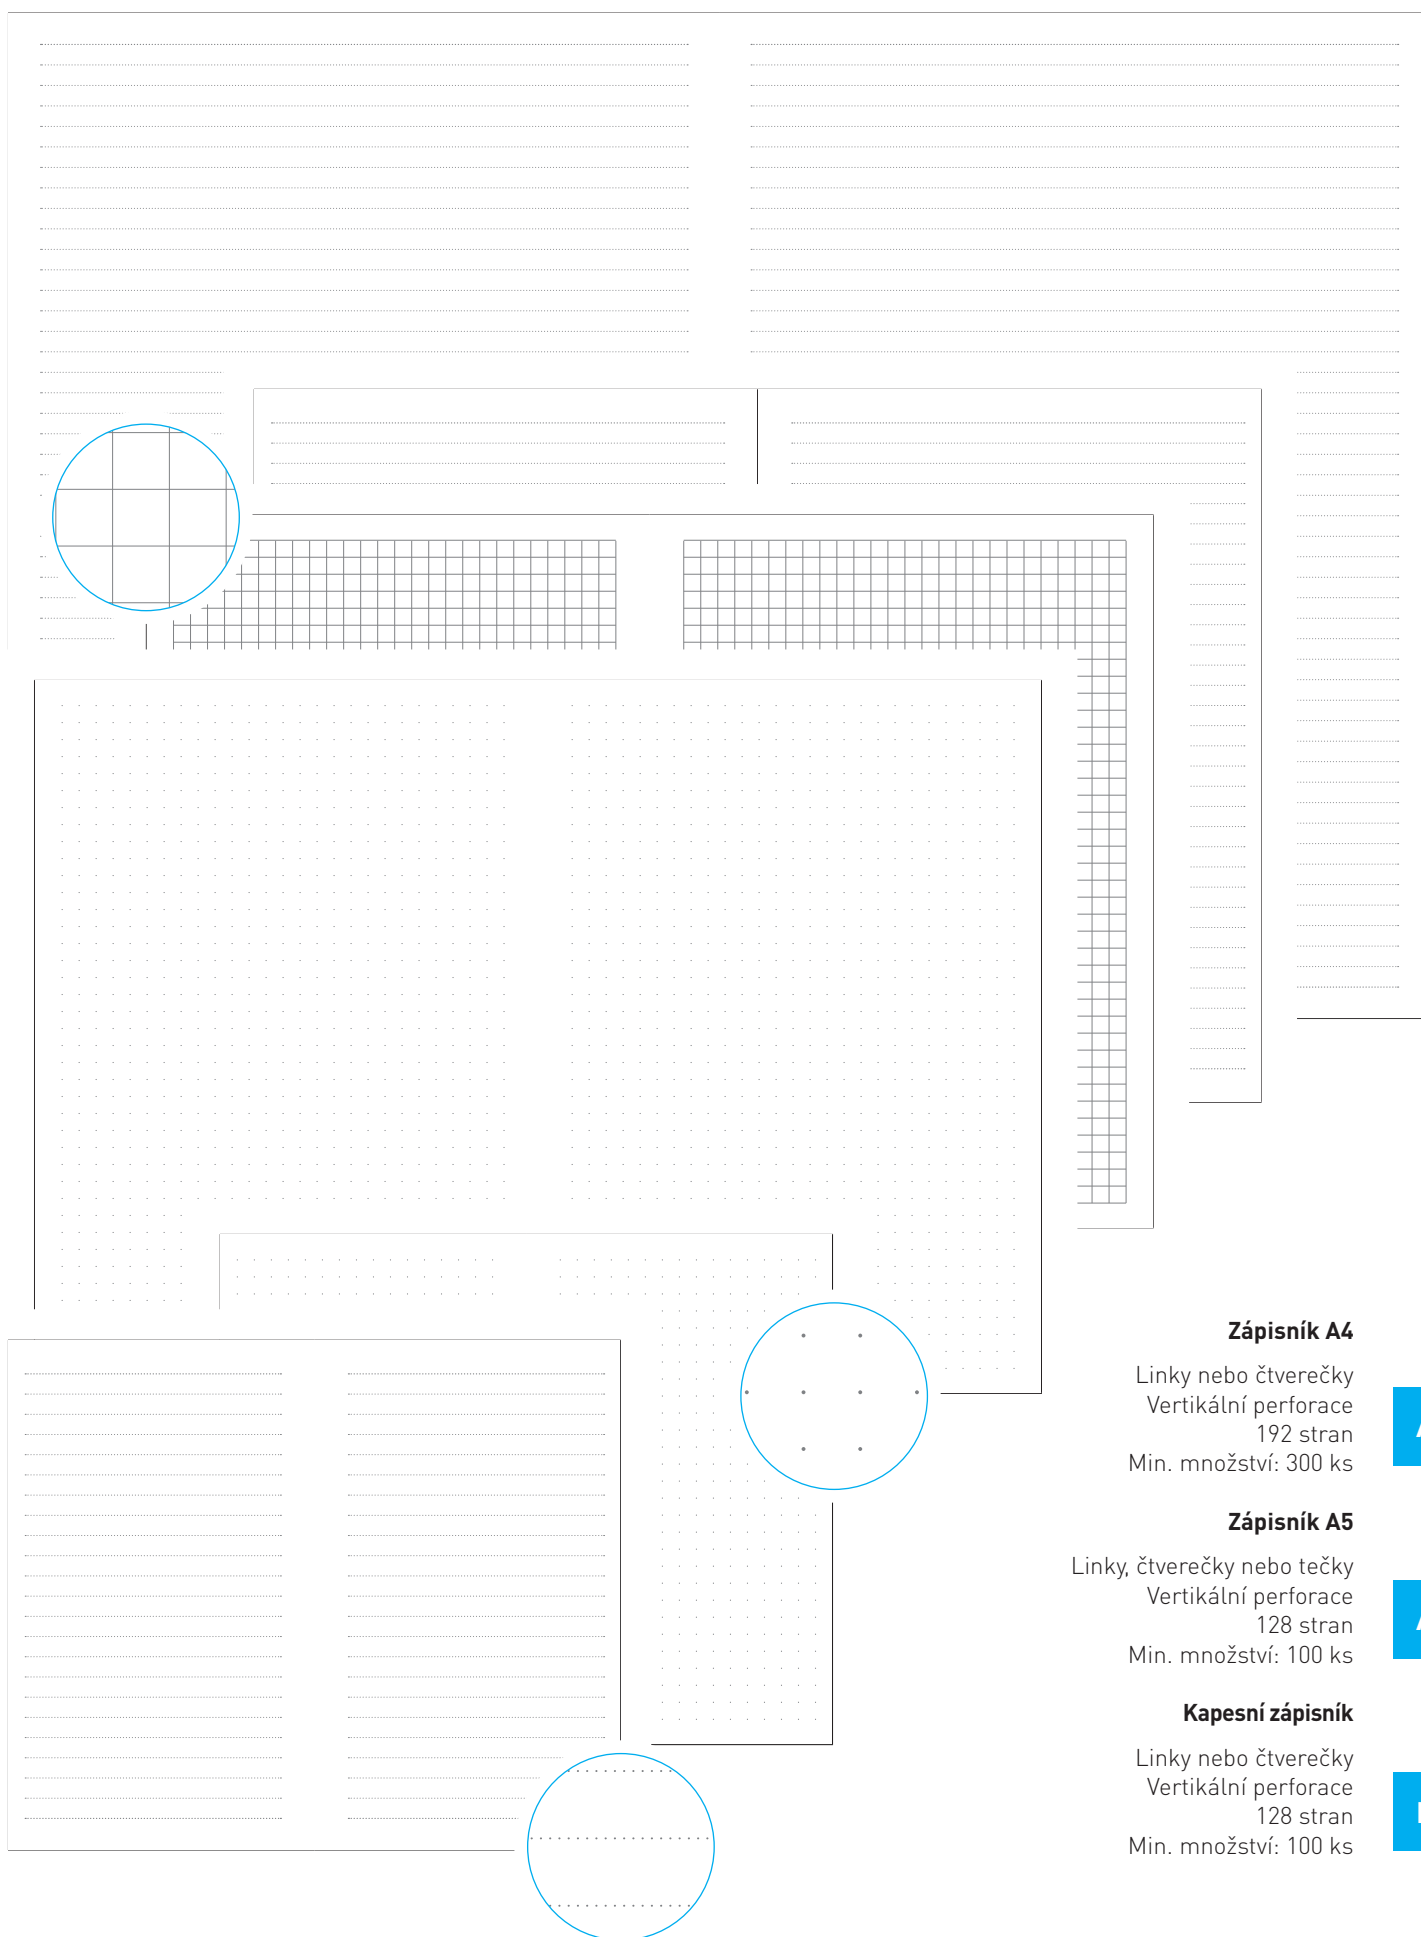 Zápisník A4
Linky nebo čtverečky
Vertikální perforace
192 stran
Min. množství: 300 ks
Zápisník A5
Linky, čtverečky nebo tečky
Vertikální perforace
128 stran
Min. množství: 100 ks
Kapesní zápisník
Linky nebo čtverečky
Vertikální perforace
128 stran
Min. množství: 100 ks